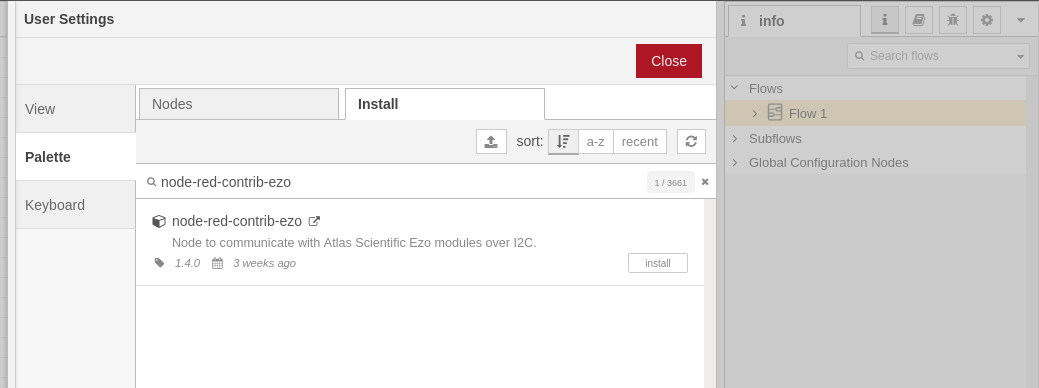 User Settings
Close
View
Palette
Keyboard
Nodes
Install
sort: a-z recent
node-red-contrib-ezo
1 / 3661
node-red-contrib-ezo
Node to communicate with Atlas Scientific Ezo modules over I2C.
1.4.0 3 weeks ago
install
info
Search flows
Flows
Flow 1
Subflows
Global Configuration Nodes